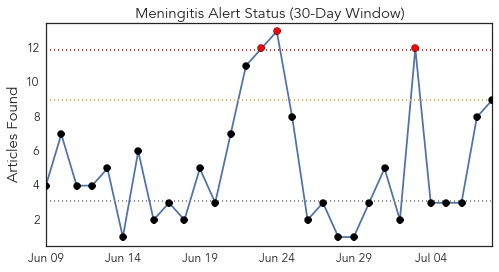 Meningitis Alert Status (30-Day Window)
Articles Found
12
10
8
6
4
2
Jun 09
Jun 14
Jun 19
Jun 24
Jun 29
Jul 04